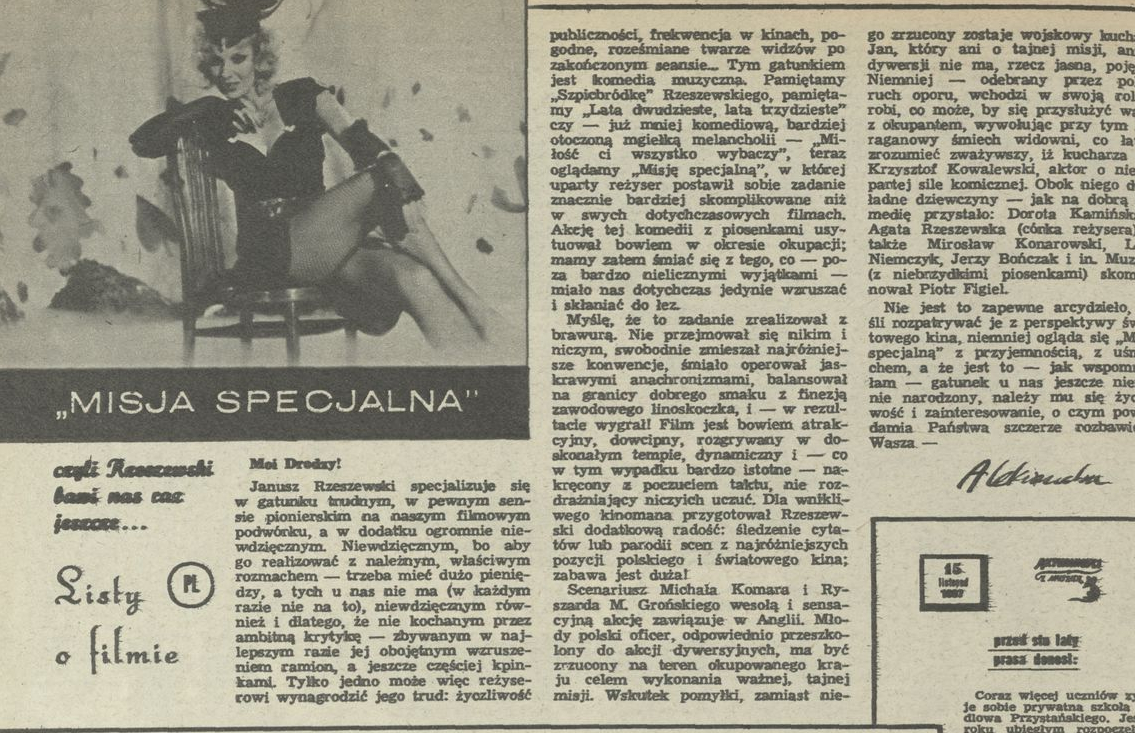 „MISJA SPECJALNA”
czyli Rzeszewski
bawi nas raz
jeszcze...
Listy
o filmie
PL
Moi Drodzy!
Janusz Rzeszewski specjalizuje się
w gatunku trudnym, w pewnym sen-
sie pionierskim na naszym filmowym
podwórku, a w dodatku ogromnie nie-
wdzięcznym. Niewdzięcznym, bo aby
go realizować z należnym, właściwym
rozmachem — trzeba mieć dużo pienię-
dzy, a tych u nas nie ma (w każdym
razie nie na to), niewdzięcznym rów-
nież i dlatego, że nie kochanym przez
ambitną krytykę — zbywanym w naj-
lepszym razie jej obojętnym wzrusze-
niem ramion, a jeszcze częściej kpin-
kami. Tylko jedno może więc reżyse-
rowi wynagrodzić jego trud: życzliwość
publiczności, frekwencja w kinach, po-
godne, roześmiane twarze widzów po
zakończonym seansie... Tym gatunkiem
jest komedia muzyczna. Pamiętamy
„Szpicbródkę” Rzeszewskiego, pamięta-
my „Lata dwudzieste, lata trzydzieste”
czy — już mniej komediową, bardziej
otoczoną mgiełką melancholii — „Mi-
łość ci wszystko wybaczy”, teraz
oglądamy „Misję specjalną”, w której
uparty reżyser postawił sobie zadanie
znacznie bardziej skomplikowane niż
w swych dotychczasowych filmach.
Akcję tej komedii z piosenkami usy-
tuował bowiem w okresie okupacji;
mamy zatem śmiać się z tego, co — po-
za bardzo nielicznymi wyjątkami —
miało nas dotychczas jedynie wzruszać
i skłaniać do łez.
Myślę, że to zadanie zrealizował z
brawurą. Nie przejmował się nikim i
niczym, swobodnie zmieszał najróżniej-
sze konwencje, śmiało operował jas-
krawymi anachronizmami, balansował
na granicy dobrego smaku z finezją
zawodowego linoskoczka, i — w rezul-
tacie wygrał! Film jest bowiem atrak-
cyjny, dowcipny, rozgrywany w do-
skonałym tempie, dynamiczny i — co
w tym wypadku bardzo istotne — na-
kręcony z poczuciem taktu, nie roz-
drażniający niczyich uczuć. Dla wnikli-
wego kinomana przygotował Rzeszew-
ski dodatkową radość: śledzenie cyta-
tów lub parodii scen z najróżniejszych
pozycji polskiego i światowego kina;
zabawa jest duża!
Scenariusz Michała Komara i Ry-
szarda M. Grońskiego wesołą i sensa-
cyjną akcję zawiązuje w Anglii. Mło-
dy polski oficer, odpowiednio przeszko-
lony do akcji dywersyjnych, ma być
zrzucony na teren okupowanego kra-
ju celem wykonania ważnej, tajnej
misji. Wskutek pomyłki, zamiast nie-
go zrzucony zostaje wojskowy kuch
Jan, który ani o tajnej misji, an
dywersji nie ma, rzecz jasna, poję
Niemniej — odebrany przez po
ruch oporu, wchodzi w swoją rol
robi, co może, by się przysłużyć wa
z okupantem, wywołując przy tym
raganowy śmiech widowni, co ła
zrozumieć zważywszy, iż kucharza
Krzysztof Kowalewski, aktor o nie
partej sile komicznej. Obok niego d
ładne dziewczyny — jak na dobrą
medię przystało: Dorota Kamińsk
Agata Rzeszewska (córka reżysera)
także Mirosław Konarowski, L
Niemczyk, Jerzy Bończak i in. Muz
(z niebrzydkimi piosenkami) skom
nował Piotr Figiel.
Nie jest to zapewne arcydzieło,
śli rozpatrywać je z perspektywy św
towego kina, niemniej ogląda się „M
specjalną” z przyjemnością, z uśm
chem, a że jest to — jak wspomn
łam — gatunek u nas jeszcze nie
nie narodzony, należy mu się życ
wość i zainteresowanie, o czym pow
damia Państwa szczerze rozbawio
Wasza —
Aleksandra
15
listopad
przed stu laty
prasa donosi:
Coraz więcej uczniów zy
je sobie prywatna szkoła
dlowa Przystańskiego. Je
roku ubiegłym rozpoczęł